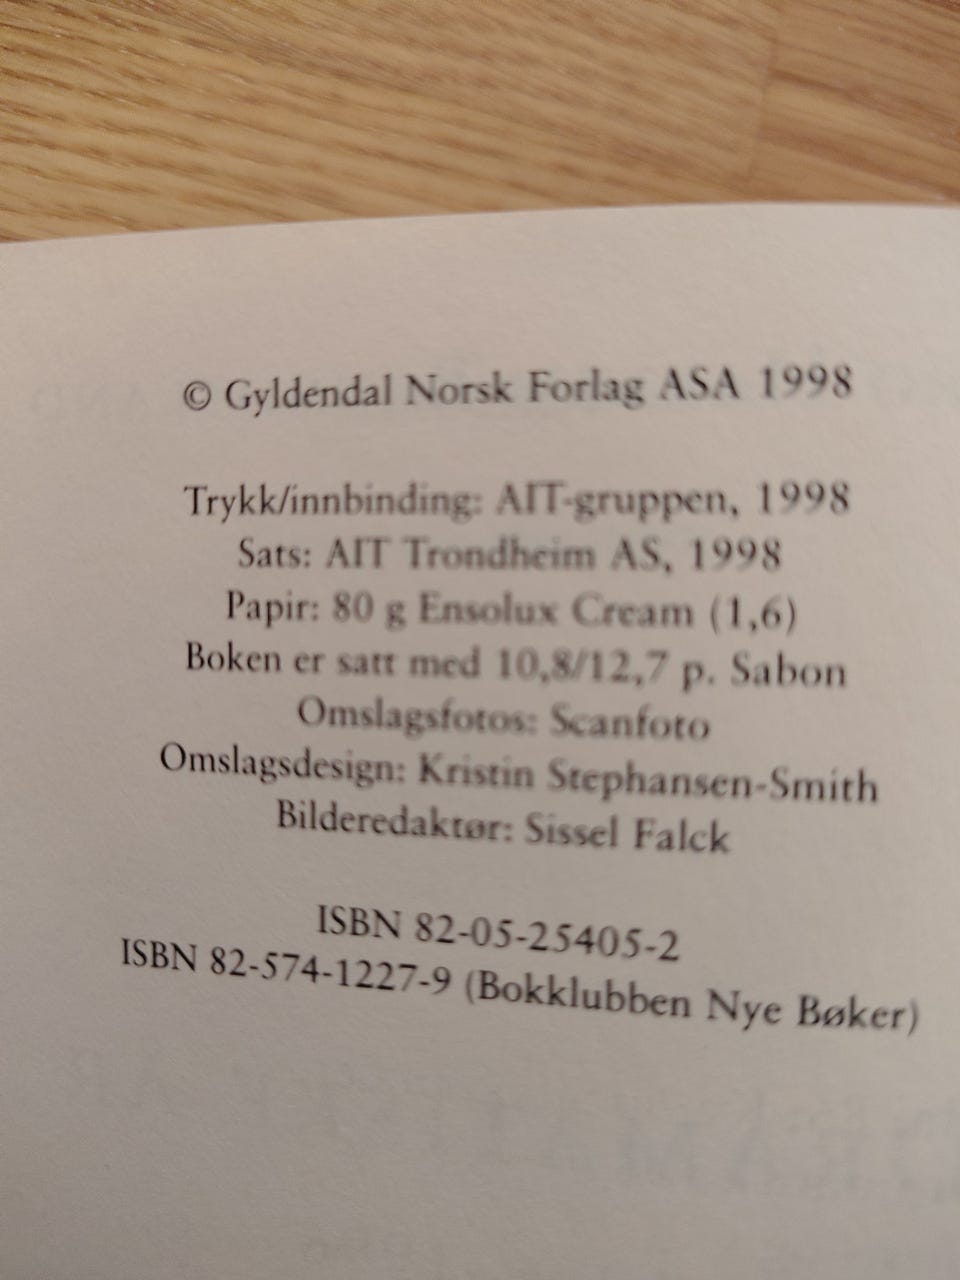 © Gyldendal Norsk Forlag ASA 1998
Trykk/innbinding: AIT-gruppen, 1998
Sats: AIT Trondheim AS, 1998
Papir: 80 g Ensolux Cream (1,6)
Boken er satt med 10,8/12,7 p. Sabon
Omslagsfotos: Scanfoto
Omslagsdesign: Kristin Stephansen-Smith
Bilderedaktør: Sissel Falck
ISBN 82-05-25405-2
ISBN 82-574-1227-9 (Bokklubben Nye Bøker)